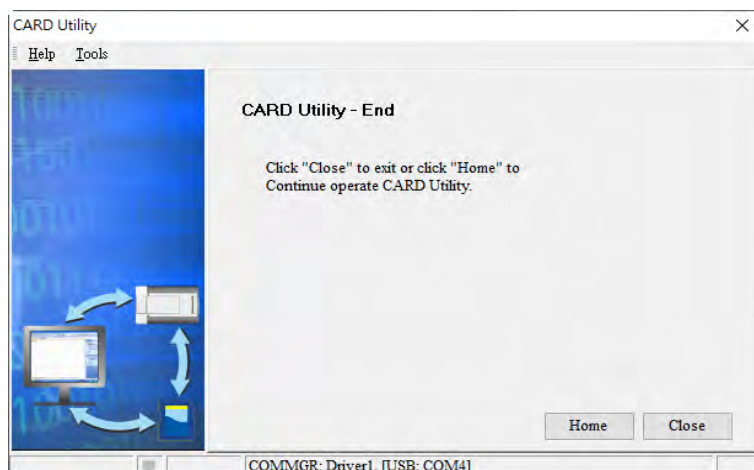 CARD Utility
Help Tools
CARD Utility - End
Click "Close" to exit or click "Home" to
Continue operate CARD Utility.
Home Close
COMMGR: Driver1, [USB: COM4]